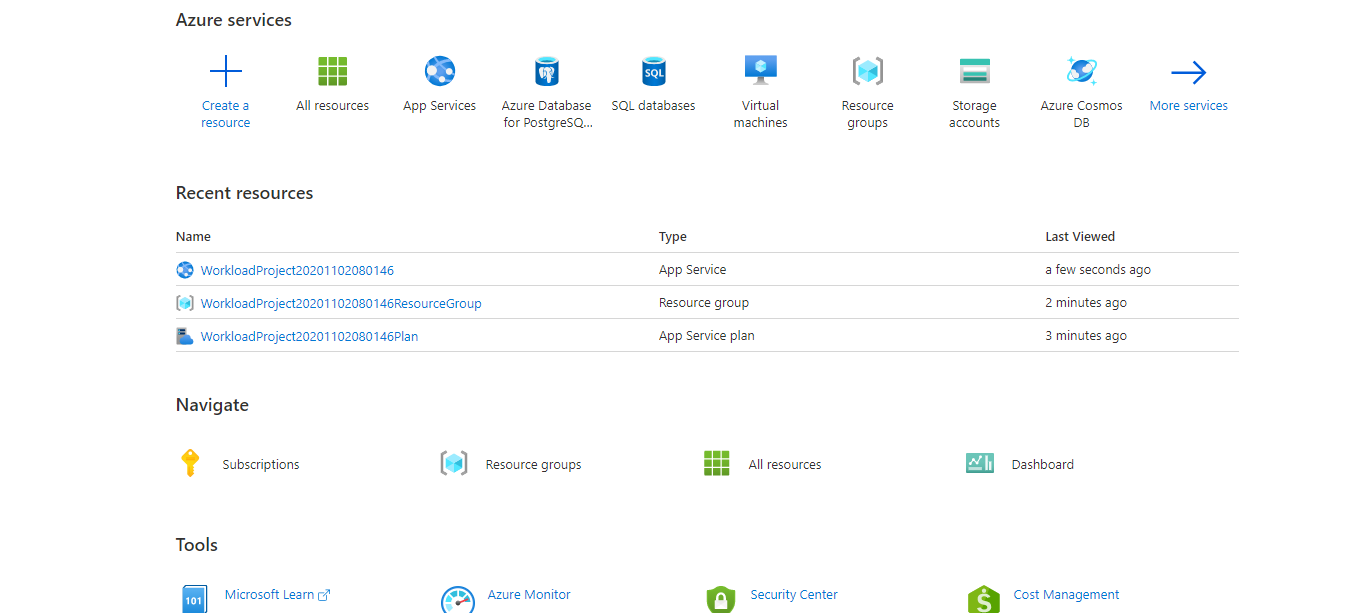 Azure services
Create a
resource
All resources
App Services
Azure Database
for PostgreSQ...
SQL
SQL databases
Virtual
machines
Resource
groups
Storage
accounts
Azure Cosmos
DB
More services
Recent resources
Name Type Last Viewed
WorkloadProject20201102080146 App Service a few seconds ago
WorkloadProject20201102080146ResourceGroup Resource group 2 minutes ago
WorkloadProject20201102080146Plan App Service plan 3 minutes ago
Navigate
Subscriptions Resource groups All resources Dashboard
Tools
101 Microsoft Learn Azure Monitor Security Center $ Cost Management